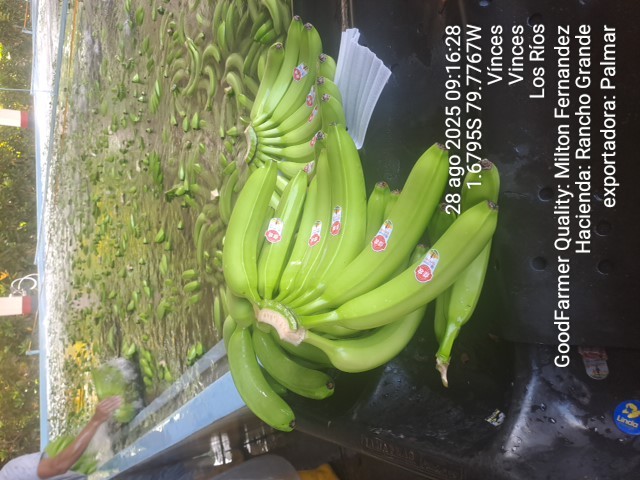 28 ago 2025 09:16:28
1.6795S 79.7767W
Vínces
Vinces
Los Ríos
GoodFarmer Quality: Milton Fernandez
Hacienda: Rancho Grande
exportadora: Palmar